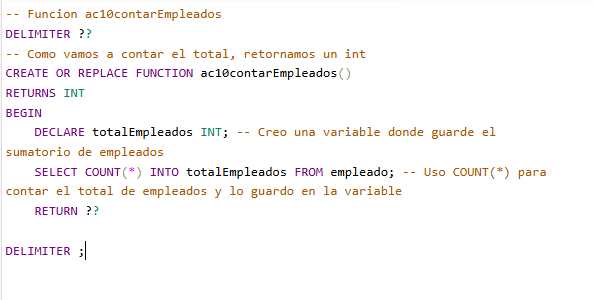 -- Funcion ac10contarEmpleados
DELIMITER ??
-- Como vamos a contar el total, retornamos un int
CREATE OR REPLACE FUNCTION ac10contarEmpleados()
RETURNS INT
BEGIN
    DECLARE totalEmpleados INT; -- Creo una variable donde guarde el
sumatorio de empleados
    SELECT COUNT(*) INTO totalEmpleados FROM empleado; -- Uso COUNT(*) para
contar el total de empleados y lo guardo en la variable
    RETURN ??
DELIMITER ;